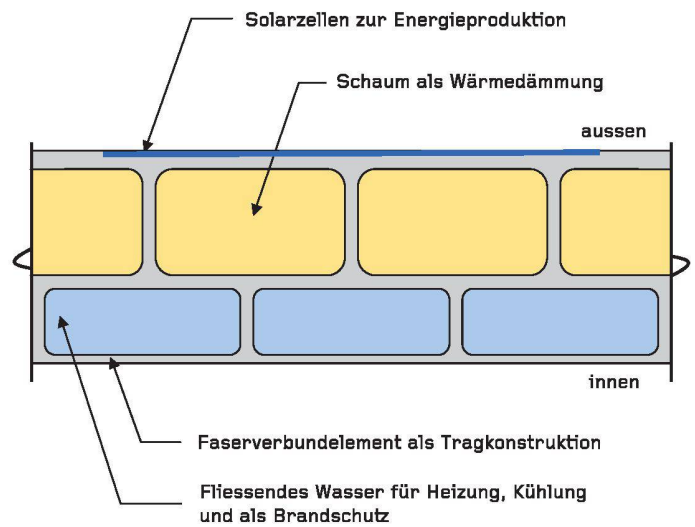 Solarzellen zur Energieproduktion
Schaum als Wärmedämmung
aussen
innen
Faserverbundelement als Tragkonstruktion
Fliessendes Wasser für Heizung, Kühlung
und als Brandschutz